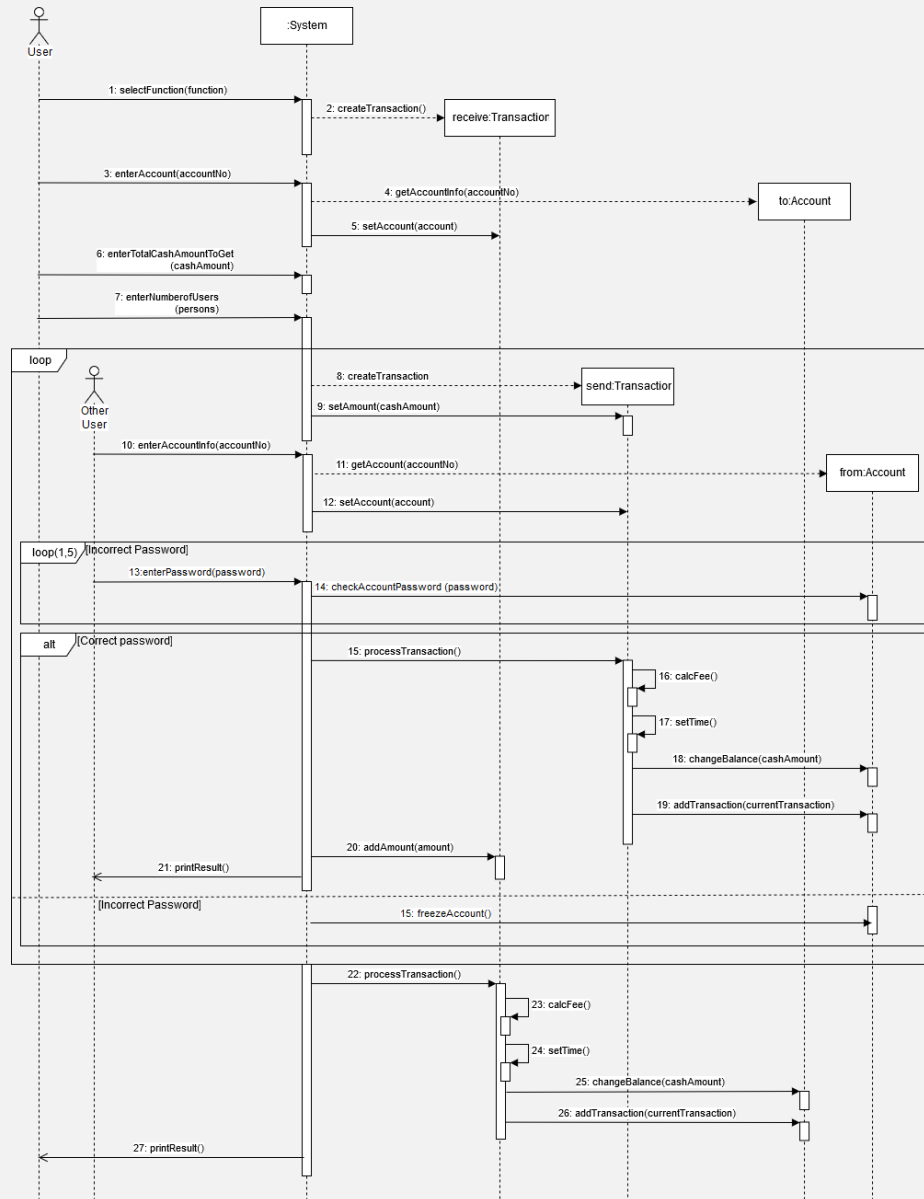 :System
User
1: selectFunction(function)
2: createTransaction()
receive:Transaction
3: enterAccount(accountNo)
4: getAccountInfo(accountNo)
to:Account
5: setAccount(account)
6: enterTotalCashAmountToGet
(cashAmount)
7: enterNumberofUsers
(persons)
loop
Other
User
8: createTransaction
send:Transaction
9: setAmount(cashAmount)
10: enterAccountInfo(accountNo)
11: getAccount(accountNo)
from:Account
12: setAccount(account)
loop(1,5)
[Incorrect Password]
13:enterPassword(password)
14: checkAccountPassword (password)
alt
[Correct password]
15: processTransaction()
16: calcFee()
17: setTime()
18: changeBalance(cashAmount)
19: addTransaction(currentTransaction)
20: addAmount(amount)
21: printResult()
[Incorrect Password]
15: freezeAccount()
22: processTransaction()
23: calcFee()
24: setTime()
25: changeBalance(cashAmount)
26: addTransaction(currentTransaction)
27: printResult()